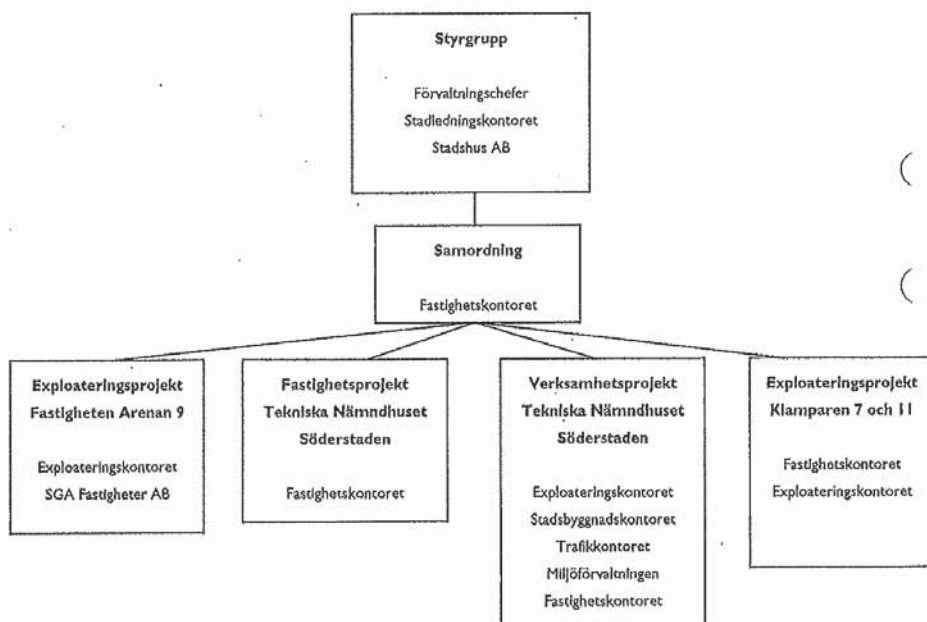 Styrgrupp
Förvaltningschefer
Stadledningskontoret
Stadshus AB
Samordning
Fastighetskontoret
Exploateringsprojekt
Fastigheten Arenan 9
Exploateringskontoret
SGA Fastigheter AB
Fastighetsprojekt
Tekniska Nämndhuset
Söderstaden
Fastighetskontoret
Verksamhetsprojekt
Tekniska Nämndhuset
Söderstaden
Exploateringskontoret
Stadsbyggnadskontoret
Trafikkontoret
Miljöförvaltningen
Fastighetskontoret
Exploateringsprojekt
Klamparen 7 och 11
Fastighetskontoret
Exploateringskontoret